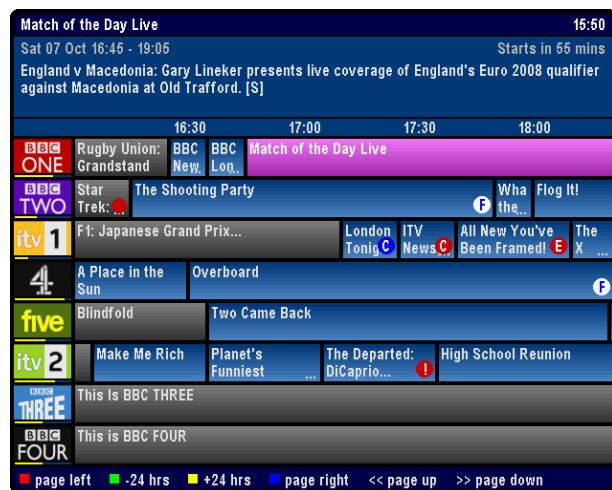 Match of the Day Live 15:50
Sat 07 Oct 16:45 - 19:05 Starts in 55 mins
England v Macedonia: Gary Lineker presents live coverage of England's Euro 2008 qualifier
against Macedonia at Old Trafford. [S]
16:30 17:00 17:30 18:00
BBC ONE
Rugby Union:
Grandstand
BBC
New...
BBC
Lon...
Match of the Day Live
BBC TWO
Star
Trek: ...
The Shooting Party
F
Wha
the...
Flog It!
itv 1
F1: Japanese Grand Prix...
London
Tonig C
ITV
News... C
All New You've
Been Framed! E
The
X ...
4
A Place in the
Sun
Overboard
F
five
Blindfold
Two Came Back
itv 2
Make Me Rich
Planet's
Funniest ...
The Departed:
DiCaprio... !
High School Reunion
BBC THREE
This Is BBC THREE
BBC FOUR
This is BBC FOUR
page left -24 hrs +24 hrs page right << page up >> page down